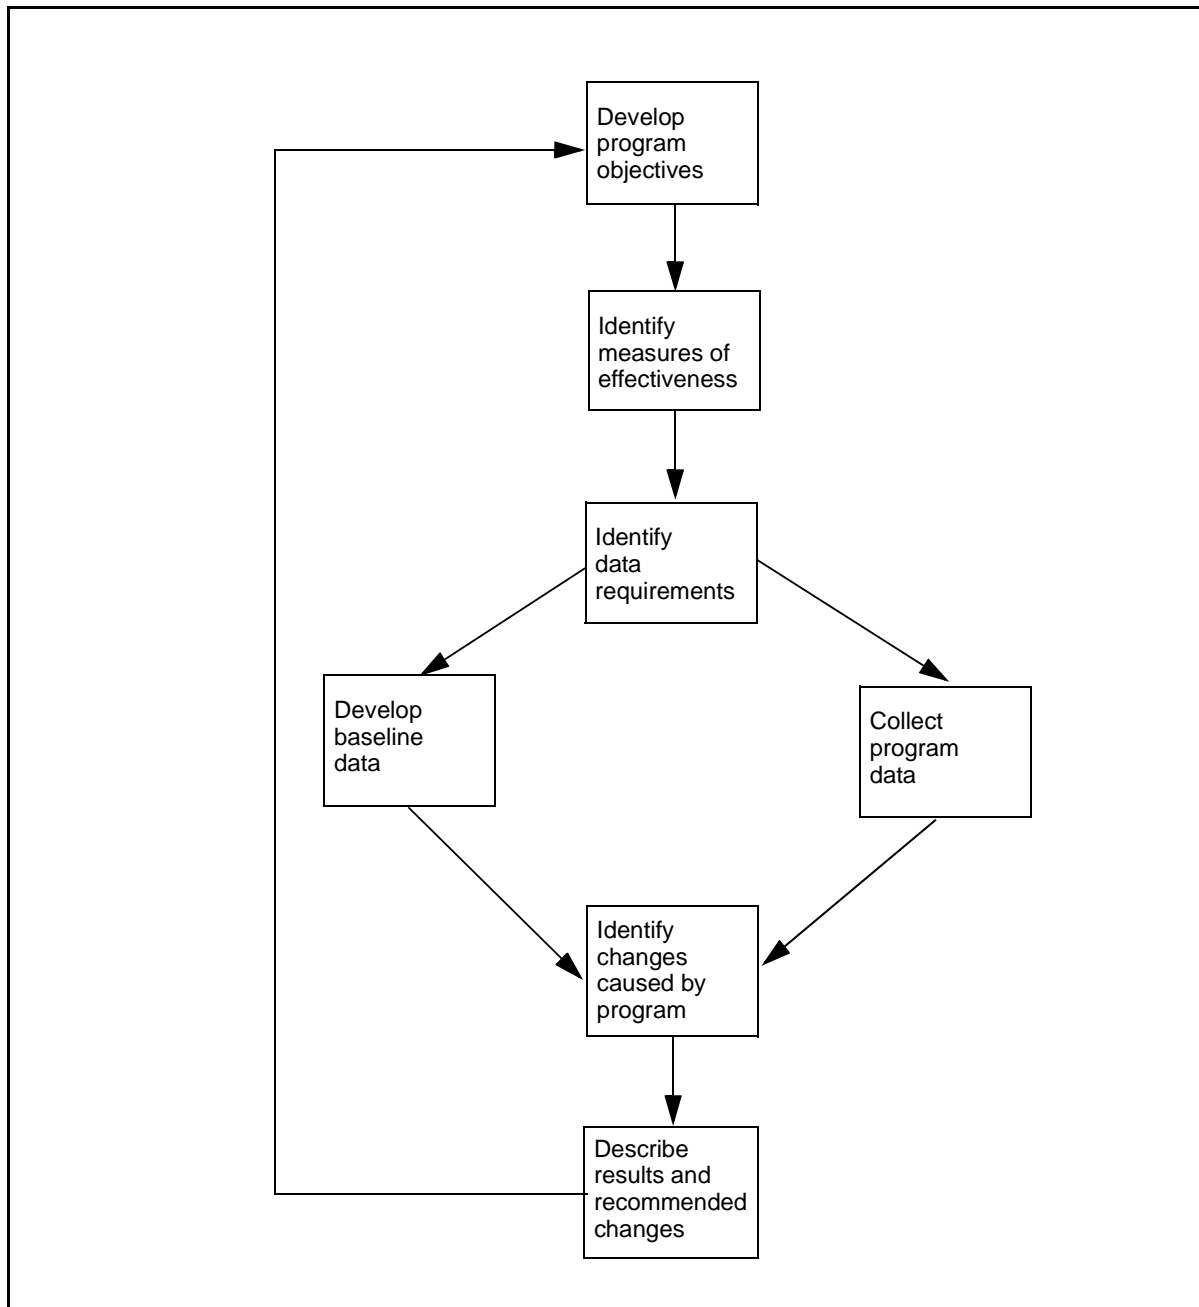 Develop
program
objectives
Identify
measures of
effectiveness
Identify
data
requirements
Develop
baseline
data
Collect
program
data
Identify
changes
caused by
program
Describe
results and
recommended
changes